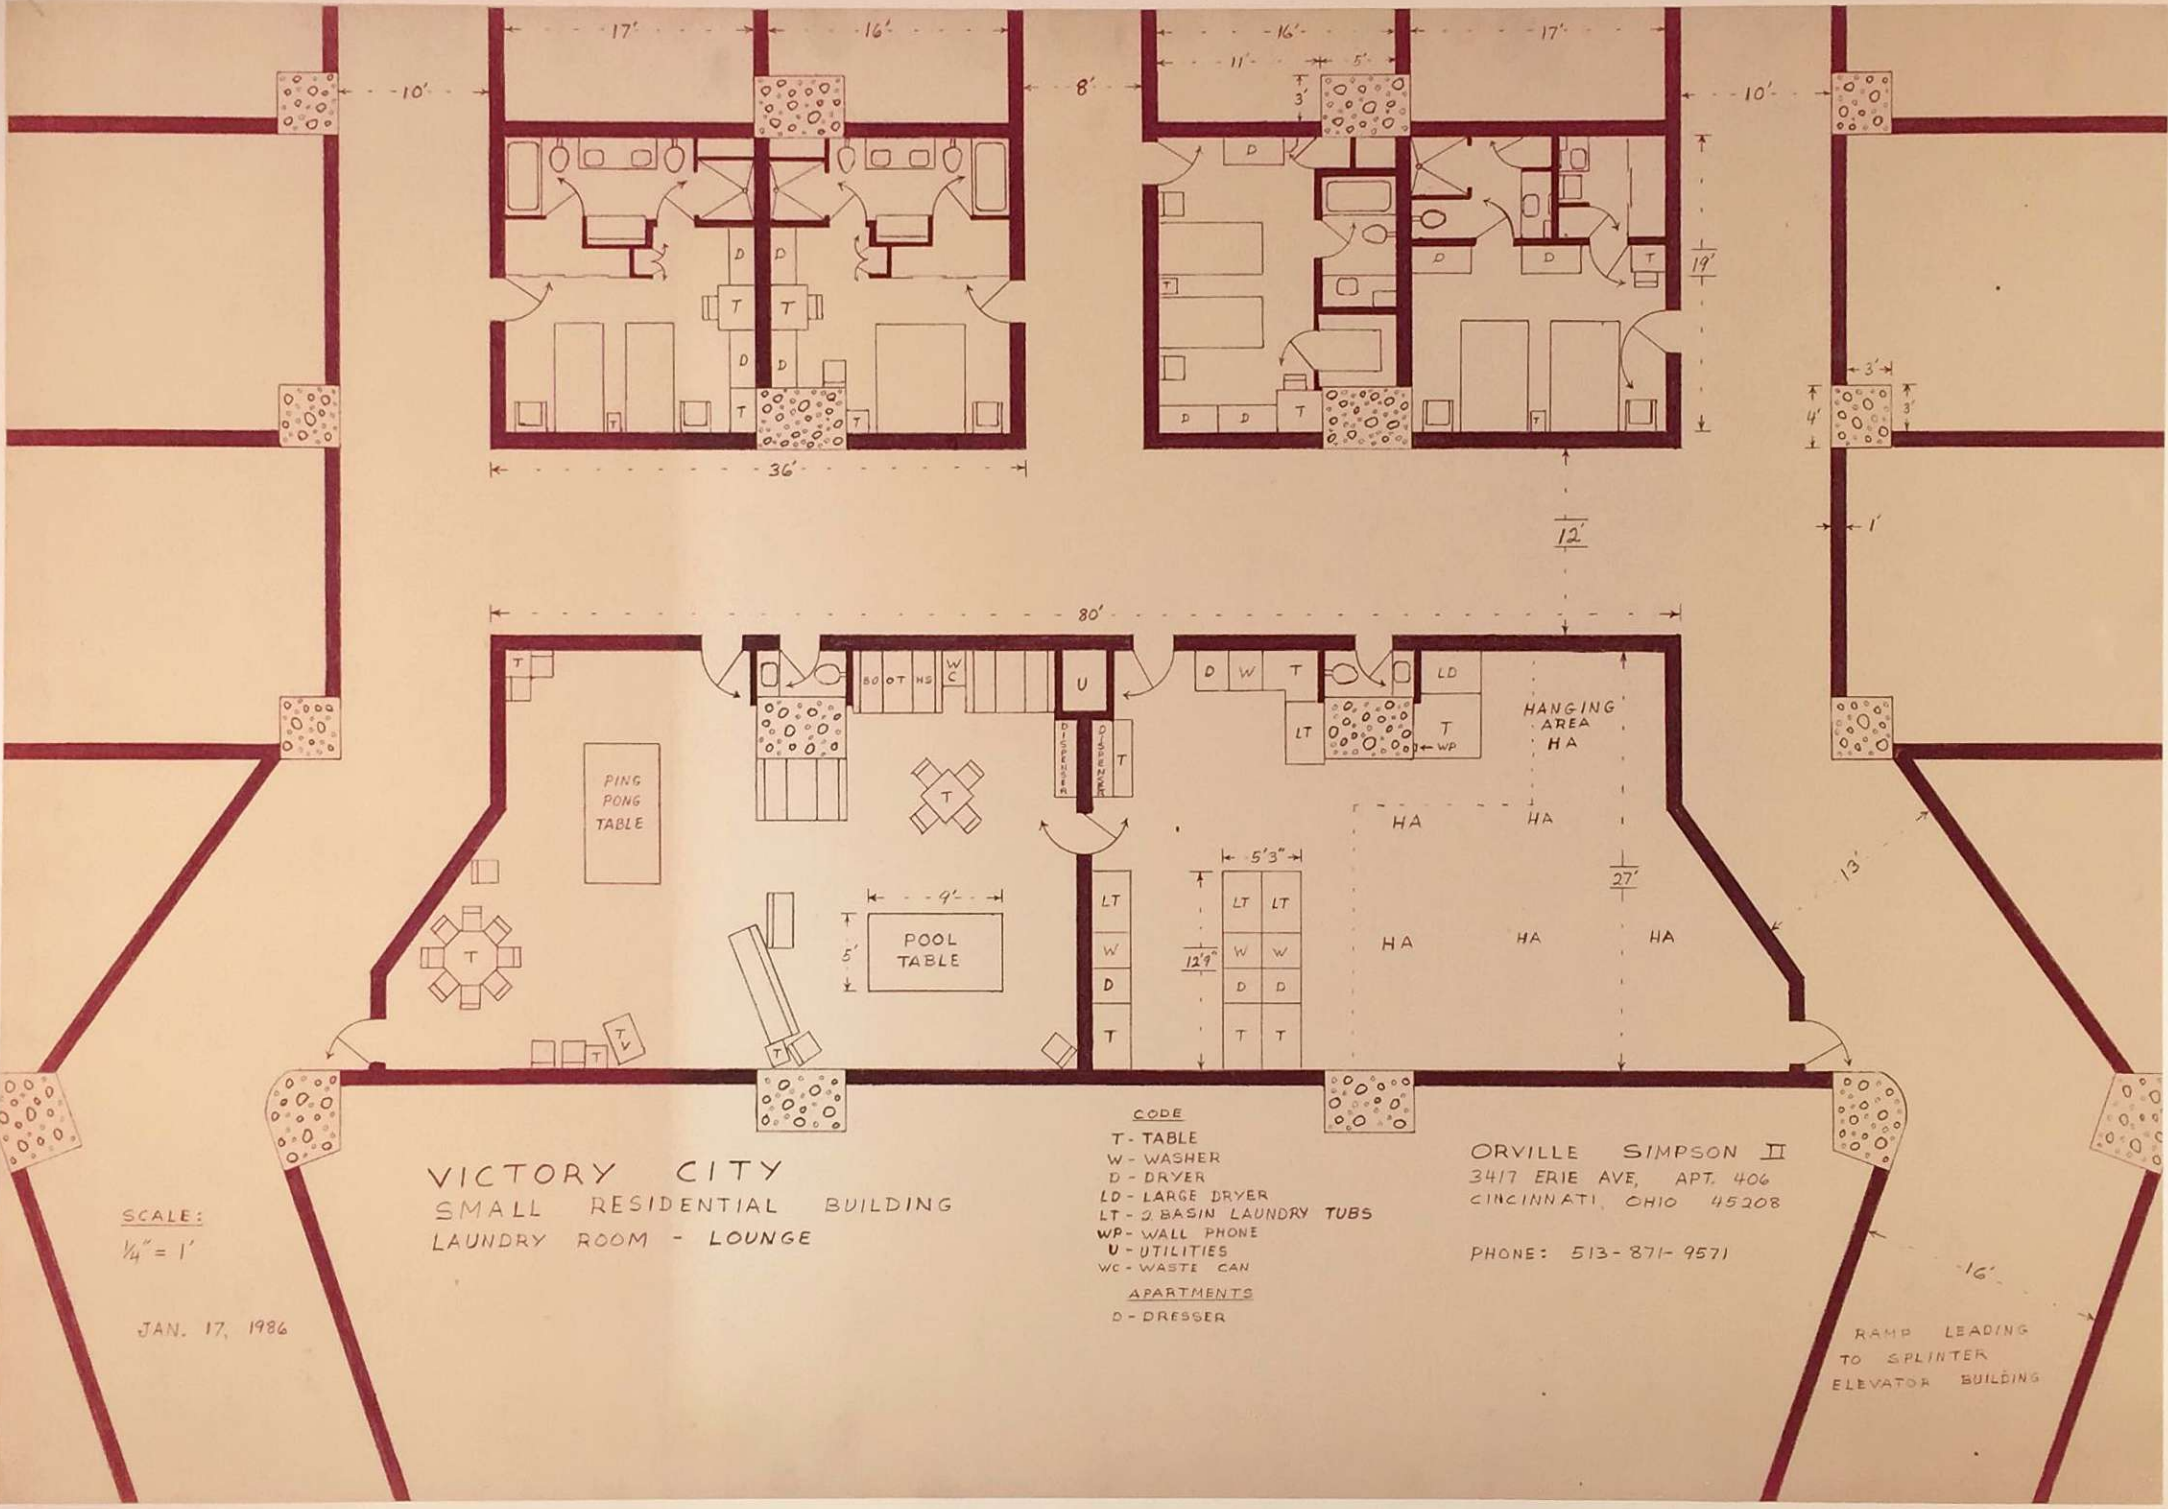 17'
16'
16'
17'
11'
5'
10'
8'
3'
10'
D
D
D
D
D
T
19'
T
T
T
D
D
3'
4'
3'
T
T
T
D
D
T
T
36'
12'
1'
80'
T
BOOTHS
WC
U
D
W
T
LD
LT
T
WP
HANGING
AREA
HA
DISPENSER
DISPENSER
T
PING
PONG
TABLE
T
HA
HA
5'3"
27'
13'
9'
5'
POOL
TABLE
LT
LT
LT
T
W
12'9"
W
W
HA
HA
HA
D
D
D
TV
T
T
T
T
T
CODE
T - TABLE
W - WASHER
D - DRYER
LD - LARGE DRYER
LT - 2 BASIN LAUNDRY TUBS
WP - WALL PHONE
U - UTILITIES
WC - WASTE CAN
APARTMENTS
D - DRESSER
VICTORY CITY
SMALL RESIDENTIAL BUILDING
LAUNDRY ROOM - LOUNGE
ORVILLE SIMPSON II
3417 ERIE AVE, APT. 406
CINCINNATI, OHIO 45208
PHONE: 513-871-9571
SCALE:
1/4" = 1'
JAN. 17, 1986
16'
RAMP LEADING
TO SPLINTER
ELEVATOR BUILDING